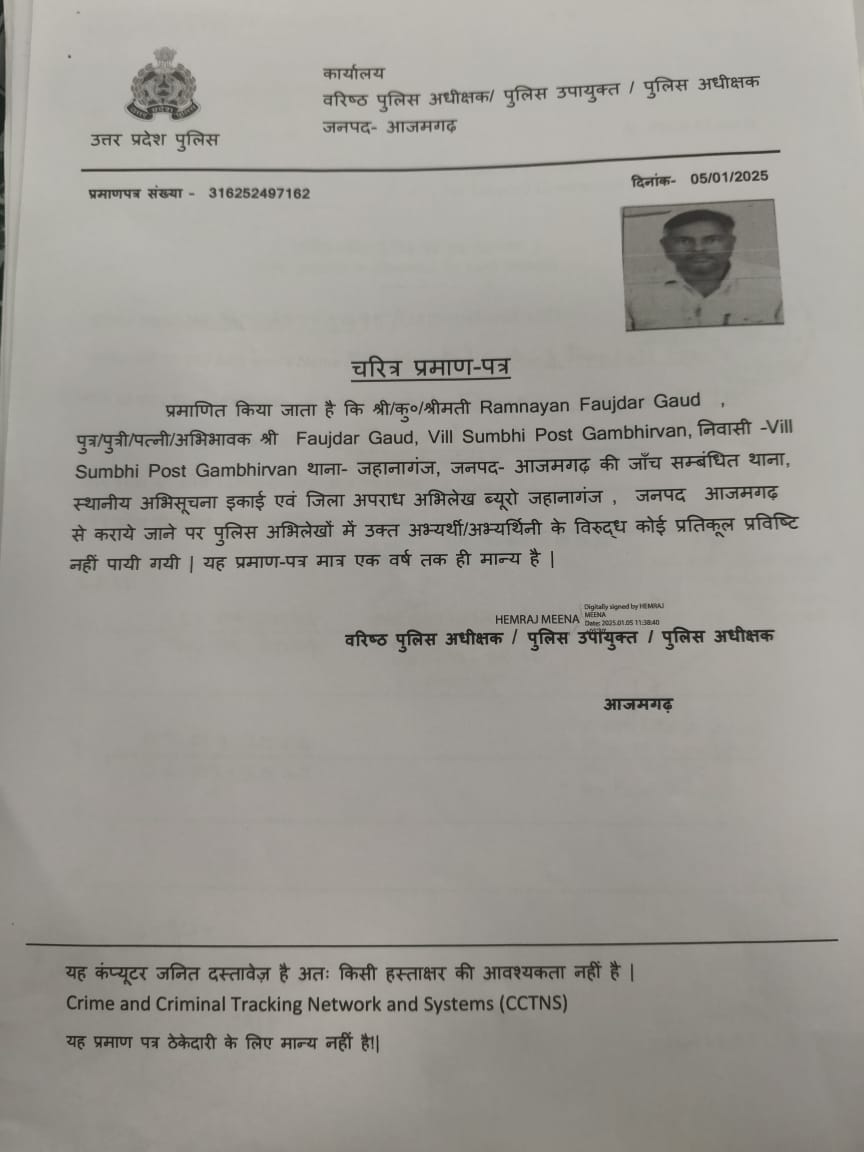 कार्यालय
वरिष्ठ पुलिस अधीक्षक/ पुलिस उपायुक्त / पुलिस अधीक्षक
जनपद- आजमगढ़
उत्तर प्रदेश पुलिस
प्रमाणपत्र संख्या - 316252497162
दिनांक- 05/01/2025
चरित्र प्रमाण-पत्र
प्रमाणित किया जाता है कि श्री/कु०/श्रीमती Ramnayan Faujdar Gaud ,
पुत्र/पुत्री/पत्नी/अभिभावक श्री Faujdar Gaud, Vill Sumbhi Post Gambhirvan, निवासी -Vill
Sumbhi Post Gambhirvan थाना- जहानागंज, जनपद- आजमगढ़ की जाँच सम्बंधित थाना,
स्थानीय अभिसूचना इकाई एवं जिला अपराध अभिलेख ब्यूरो जहानागंज , जनपद आजमगढ़
से कराये जाने पर पुलिस अभिलेखों में उक्त अभ्यर्थी/अभ्यर्थिनी के विरुद्ध कोई प्रतिकूल प्रविष्टि
नहीं पायी गयी | यह प्रमाण-पत्र मात्र एक वर्ष तक ही मान्य है |
HEMRAJ MEENA
Digitally signed by HEMRAJ
MEENA
Date: 2025.01.05 11:38:40
वरिष्ठ पुलिस अधीक्षक / पुलिस उपायुक्त / पुलिस अधीक्षक
आजमगढ़
यह कंप्यूटर जनित दस्तावेज़ है अतः किसी हस्ताक्षर की आवश्यकता नहीं है |
Crime and Criminal Tracking Network and Systems (CCTNS)
यह प्रमाण पत्र ठेकेदारी के लिए मान्य नहीं है!|